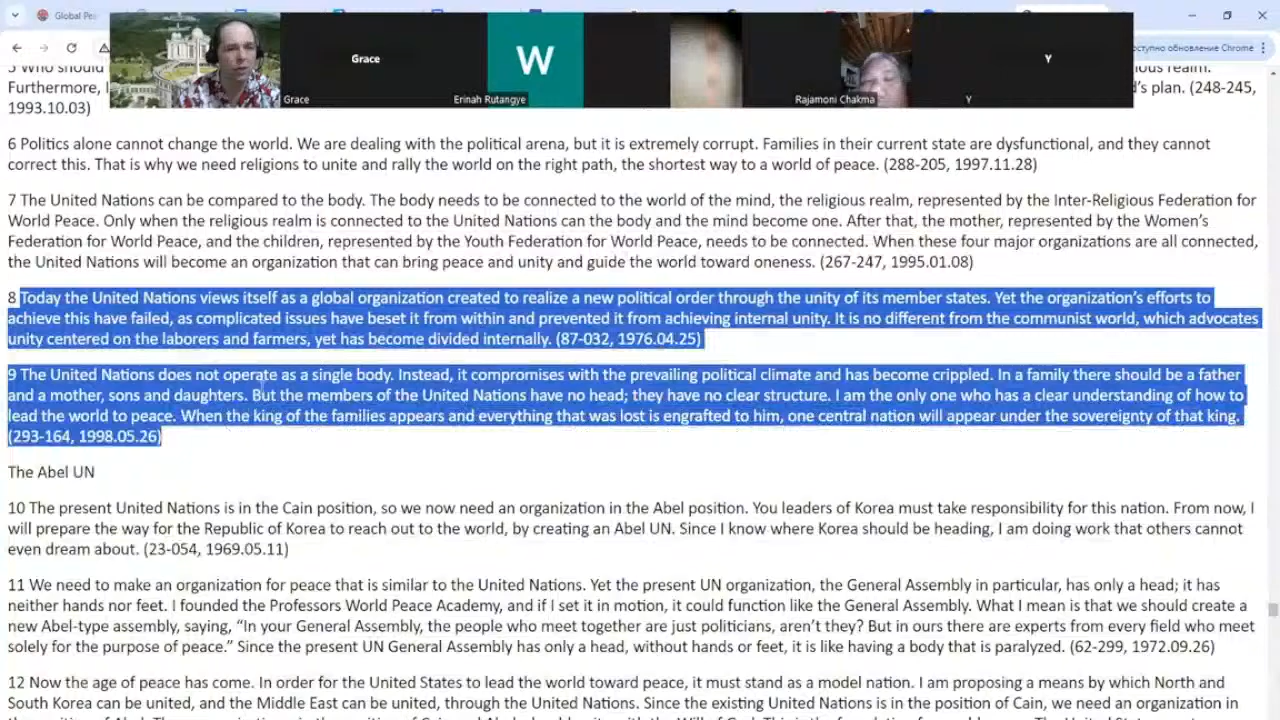 Global Pea
Grace
W
Y
Grace
Erinah Rutangye
Rajamoni Chakma
Y
доступно обновление Chrome
5 Who should
Furthermore, 
d's plan. (248-245,
1993.10.03)
6 Politics alone cannot change the world. We are dealing with the political arena, but it is extremely corrupt. Families in their current state are dysfunctional, and they cannot
correct this. That is why we need religions to unite and rally the world on the right path, the shortest way to a world of peace. (288-205, 1997.11.28)
7 The United Nations can be compared to the body. The body needs to be connected to the world of the mind, the religious realm, represented by the Inter-Religious Federation for
World Peace. Only when the religious realm is connected to the United Nations can the body and the mind become one. After that, the mother, represented by the Women's
Federation for World Peace, and the children, represented by the Youth Federation for World Peace, needs to be connected. When these four major organizations are all connected,
the United Nations will become an organization that can bring peace and unity and guide the world toward oneness. (267-247, 1995.01.08)
8 Today the United Nations views itself as a global organization created to realize a new political order through the unity of its member states. Yet the organization's efforts to
achieve this have failed, as complicated issues have beset it from within and prevented it from achieving internal unity. It is no different from the communist world, which advocates
unity centered on the laborers and farmers, yet has become divided internally. (87-032, 1976.04.25)
9 The United Nations does not operate as a single body. Instead, it compromises with the prevailing political climate and has become crippled. In a family there should be a father
and a mother, sons and daughters. But the members of the United Nations have no head; they have no clear structure. I am the only one who has a clear understanding of how to
lead the world to peace. When the king of the families appears and everything that was lost is engrafted to him, one central nation will appear under the sovereignty of that king.
(293-164, 1998.05.26)
The Abel UN
10 The present United Nations is in the Cain position, so we now need an organization in the Abel position. You leaders of Korea must take responsibility for this nation. From now, I
will prepare the way for the Republic of Korea to reach out to the world, by creating an Abel UN. Since I know where Korea should be heading, I am doing work that others cannot
even dream about. (23-054, 1969.05.11)
11 We need to make an organization for peace that is similar to the United Nations. Yet the present UN organization, the General Assembly in particular, has only a head; it has
neither hands nor feet. I founded the Professors World Peace Academy, and if I set it in motion, it could function like the General Assembly. What I mean is that we should create a
new Abel-type assembly, saying, "In your General Assembly, the people who meet together are just politicians, aren't they? But in ours there are experts from every field who meet
solely for the purpose of peace." Since the present UN General Assembly has only a head, without hands or feet, it is like having a body that is paralyzed. (62-299, 1972.09.26)
12 Now the age of peace has come. In order for the United States to lead the world toward peace, it must stand as a model nation. I am proposing a means by which North and
South Korea can be united, and the Middle East can be united, through the United Nations. Since the existing United Nations is in the position of Cain, we need an organization in